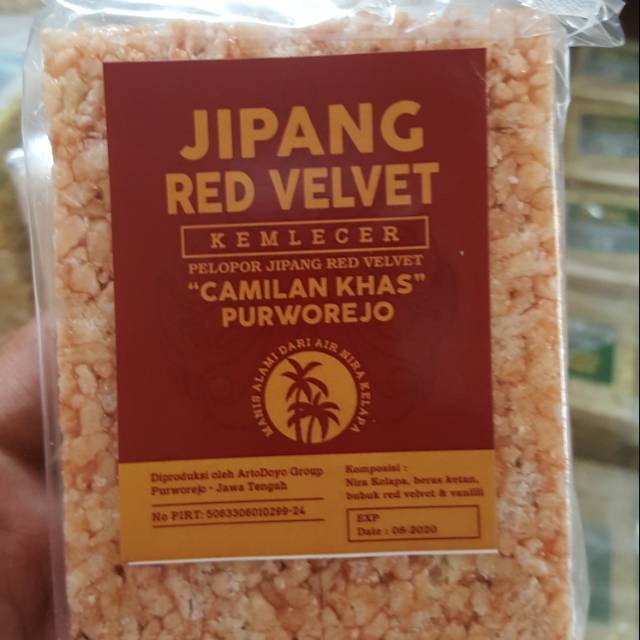 JIPANG
RED VELVET
KEMLECER
PELOPOR JIPANG RED VELVET
"CAMILAN KHAS"
PURWOREJO
MANIS ALAMI DARI AIR NIRA KELAPA
Diproduksi oleh ArtoDoyo Group
Purworejo - Jawa Tengah
No PIRT: 5063306010299-24
Komposisi :
Nira Kelapa, beras ketan,
bubuk red velvet & vanilli
EXP
Date : 08-2020